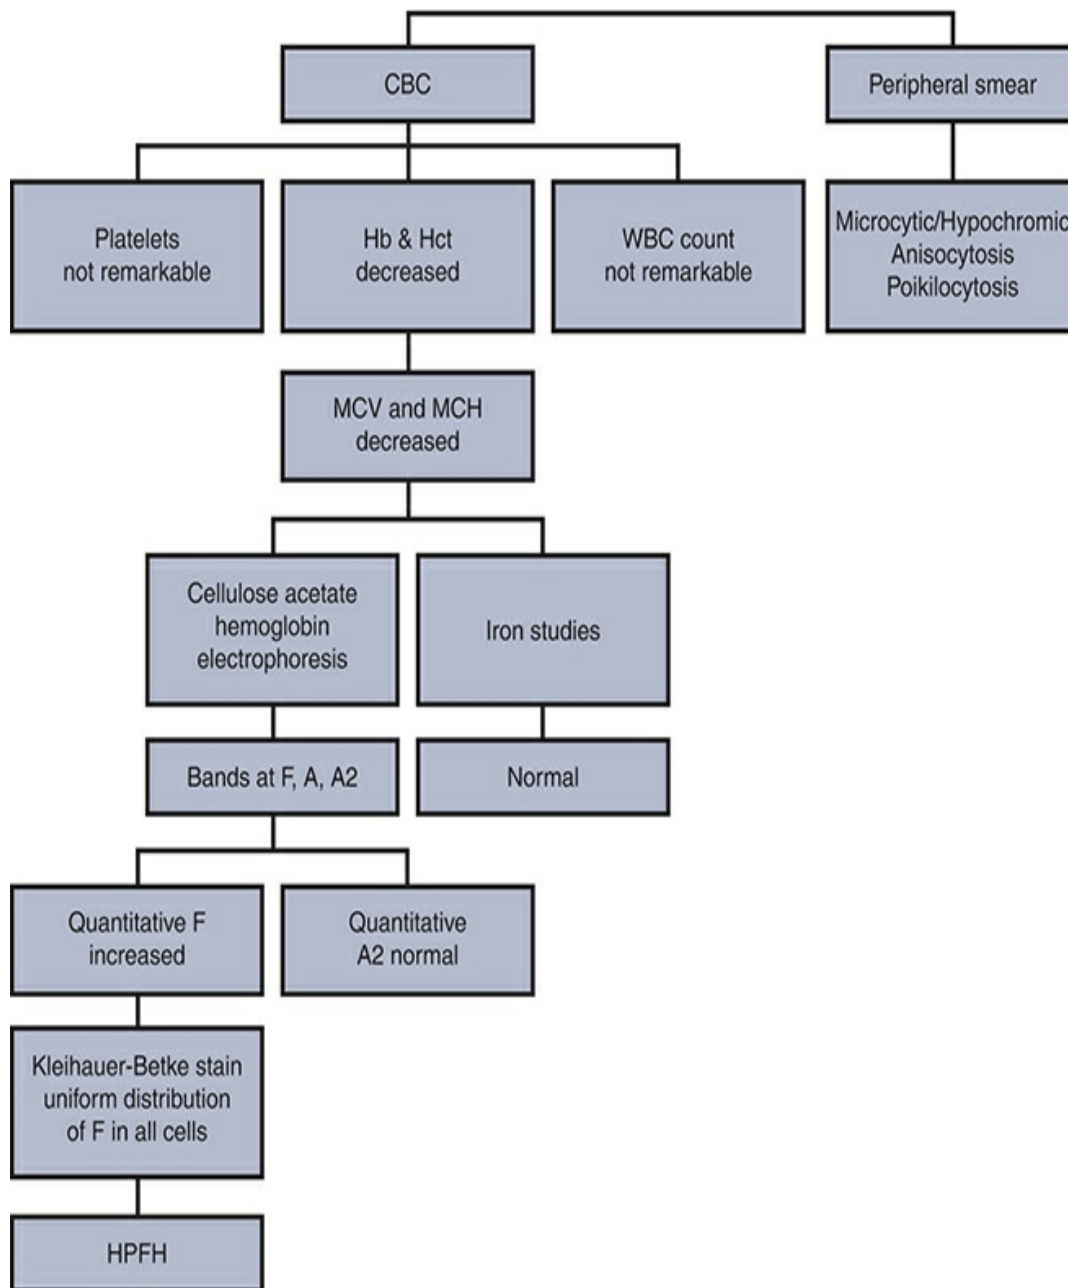 CBC
Peripheral smear
Platelets
not remarkable
Hb & Hct
decreased
WBC count
not remarkable
Microcytic/Hypochromic
Anisocytosis
Poikilocytosis
MCV and MCH
decreased
Cellulose acetate
hemoglobin
electrophoresis
Iron studies
Bands at F, A, A2
Normal
Quantitative F
increased
Quantitative
A2 normal
Kleihauer-Betke stain
uniform distribution
of F in all cells
HPFH